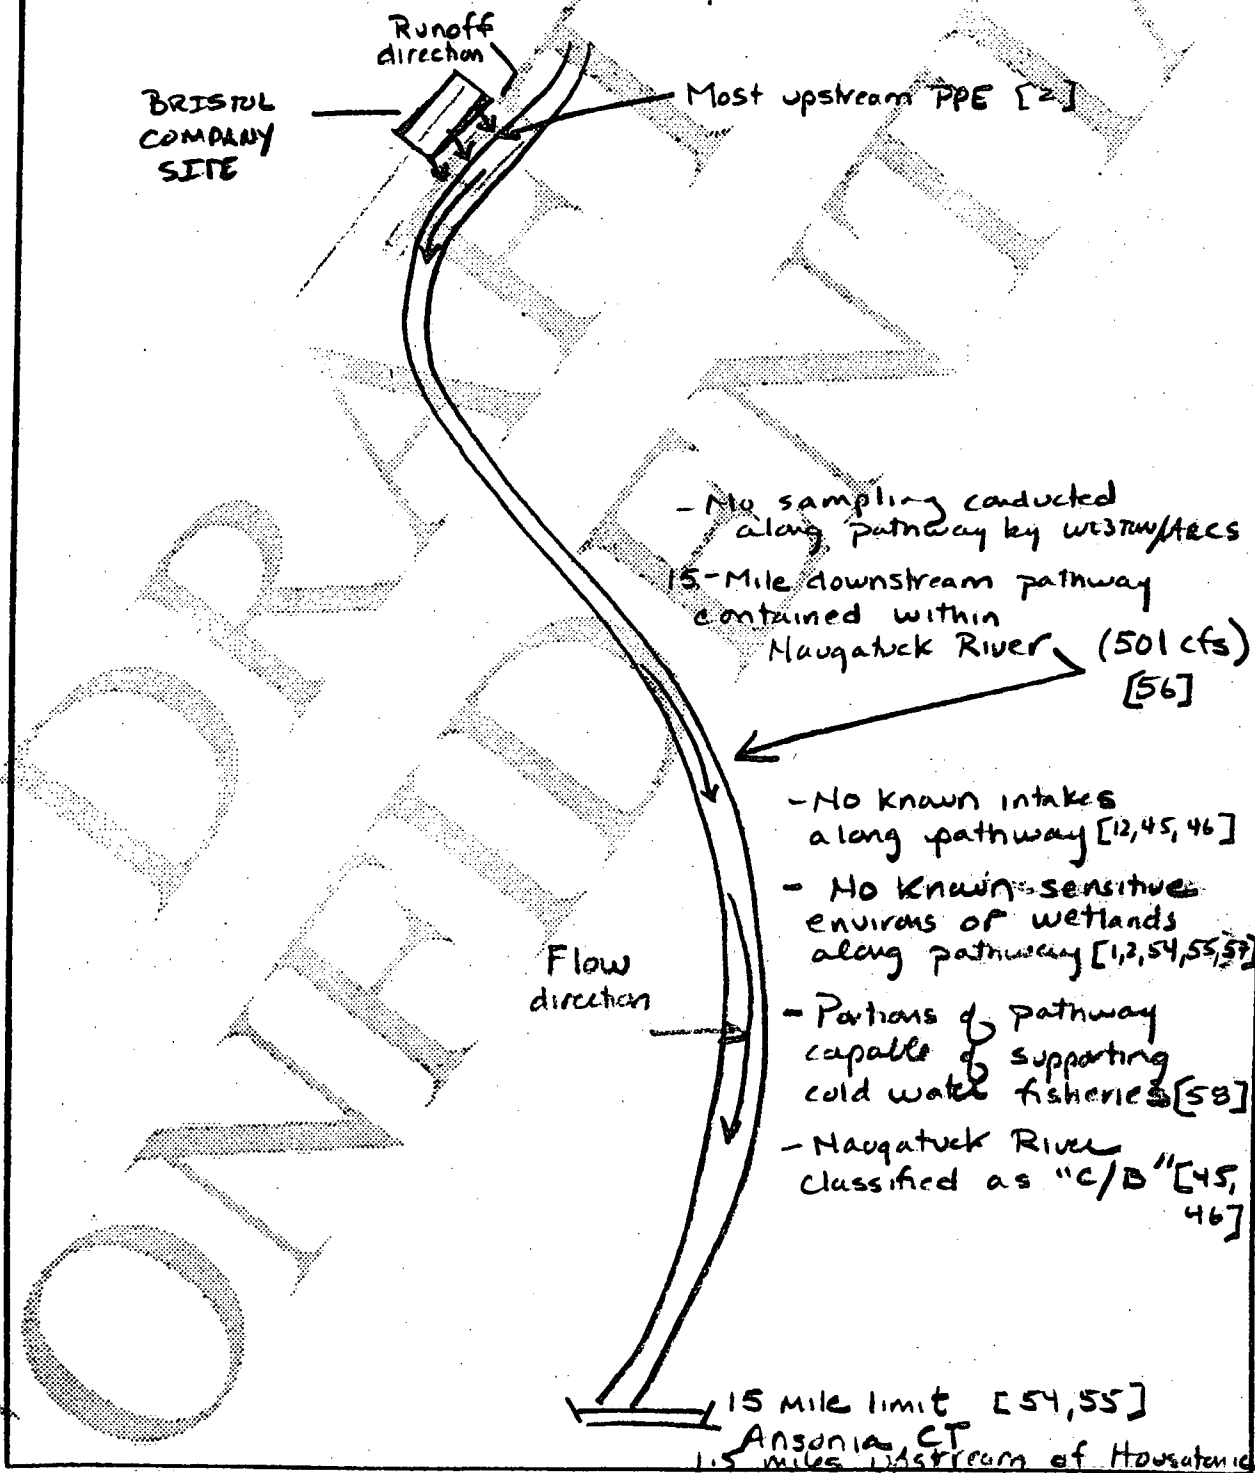 Runoff
direction
BRISTOL
COMPANY
SITE
Most upstream PPE [2]
- No sampling conducted
along pathway by WESTON/ARCS
15-Mile downstream pathway
contained within
Naugatuck River (501 cfs)
[56]
- No known intakes
along pathway [12,45,46]
- No known sensitive
environs of wetlands
along pathway [1,2,54,55,57]
Flow
direction
- Portions of pathway
capable of supporting
cold water fisheries [58]
- Naugatuck River
classified as "C/B" [45,
46]
15 Mile limit [54,55]
Ansonia CT
1.5 miles upstream of Housatonic